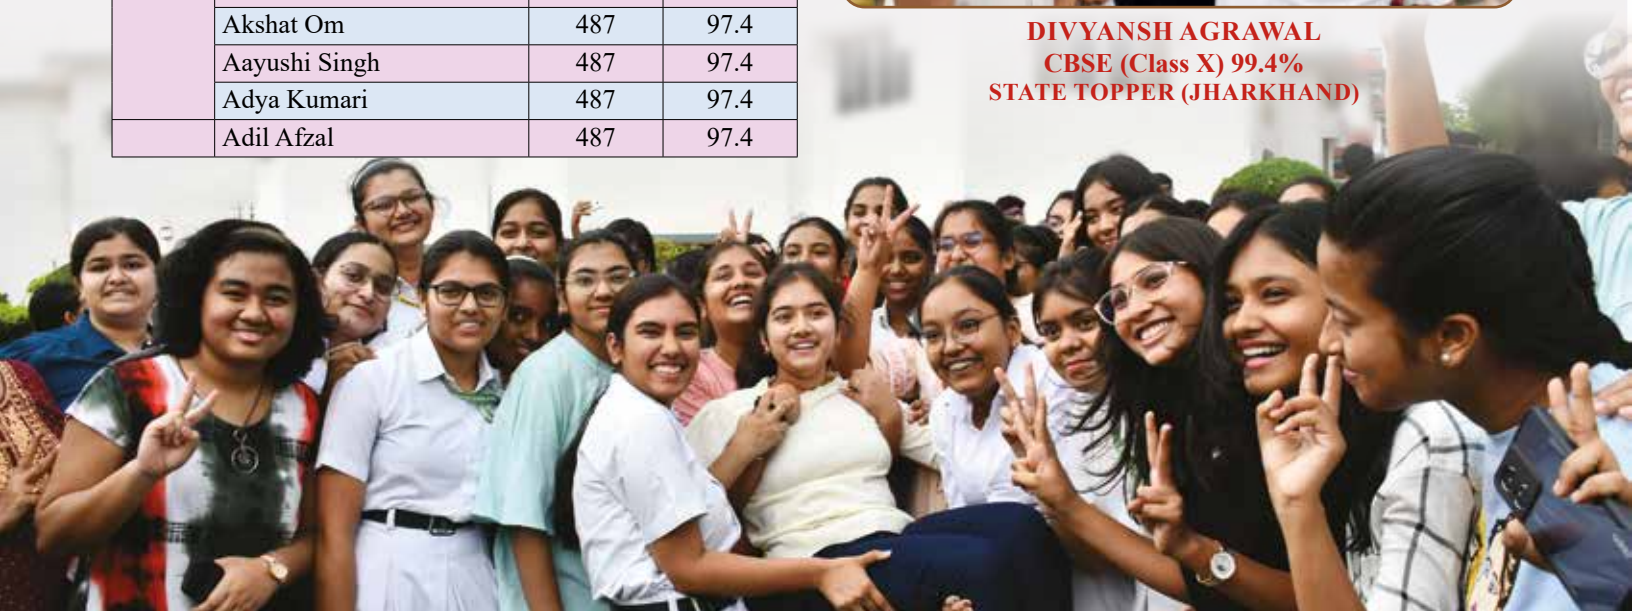 Akshat Om 487 97.4
Aayushi Singh 487 97.4
Adya Kumari 487 97.4
Adil Afzal 487 97.4
DIVYANSH AGRAWAL
CBSE (Class X) 99.4%
STATE TOPPER (JHARKHAND)